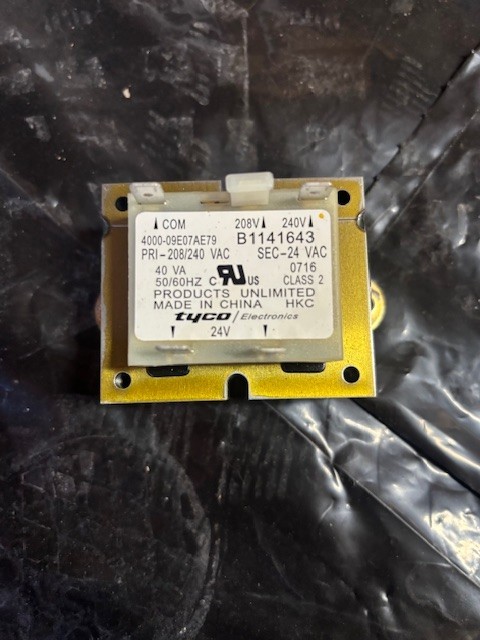 COM 208V 240V
4000-09E07AE79 B1141643
PRI-208/240 VAC SEC-24 VAC
40 VA 0716
50/60HZ C RU US CLASS 2
PRODUCTS UNLIMITED
MADE IN CHINA HKC
tyco Electronics
24V